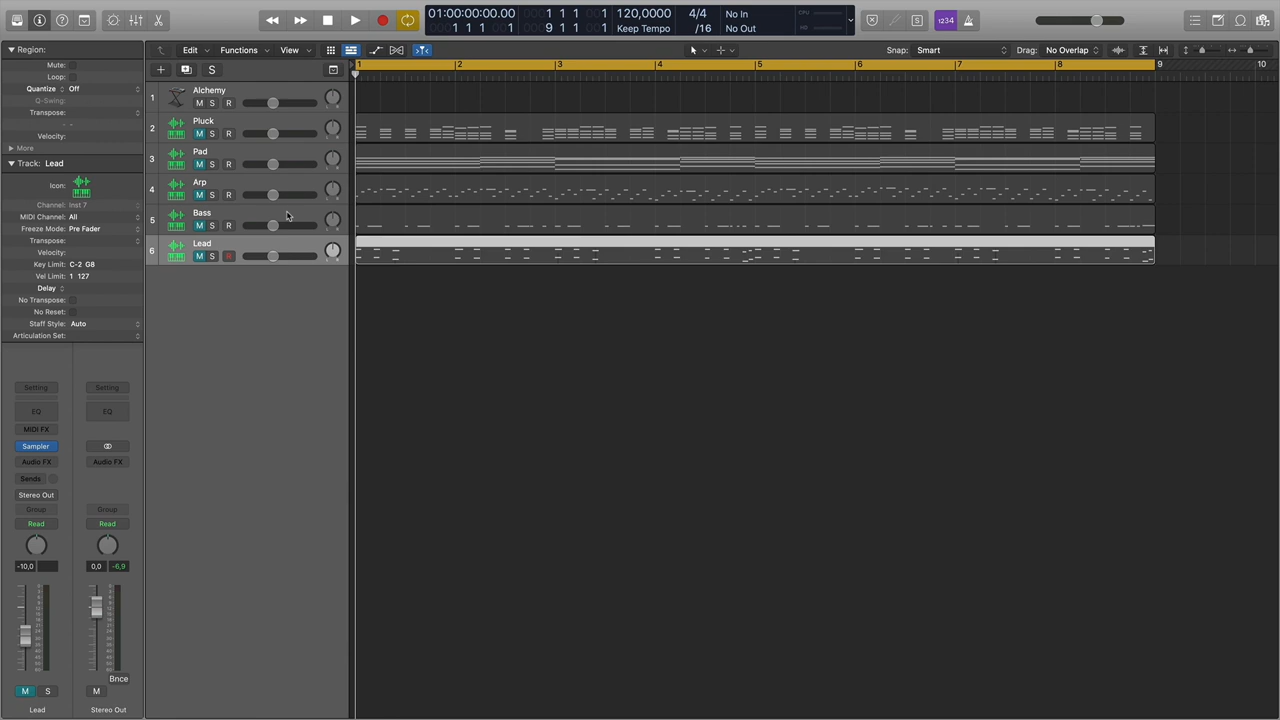 01:00:00:00.00 1 1 1 1 120,0000 4/4 No In CPU
1 1 1 1 9 1 1 1 Keep Tempo /16 No Out HD
1234
Region: Edit Functions View Snap: Smart Drag: No Overlap
Mute:
Loop:
Quantize Off
Q-Swing:
Transpose:
Velocity:
More
Track: Lead
Icon:
Channel: Inst 7
MIDI Channel: All
Freeze Mode: Pre Fader
Transpose:
Velocity:
Key Limit: C-2 G8
Vel Limit: 1 127
Delay
No Transpose:
No Reset:
Staff Style: Auto
Articulation Set:
Setting Setting
EQ EQ
MIDI FX
Sampler
Audio FX Audio FX
Sends
Stereo Out
Group Group
Read Read
-10,0 0,0 -6,9
Bnce
M S M
Lead Stereo Out
S
1 2 3 4 5 6 7 8 9 10
1 Alchemy
M S R
2 Pluck
M S R
3 Pad
M S R
4 Arp
M S R
5 Bass
M S R
6 Lead
M S R